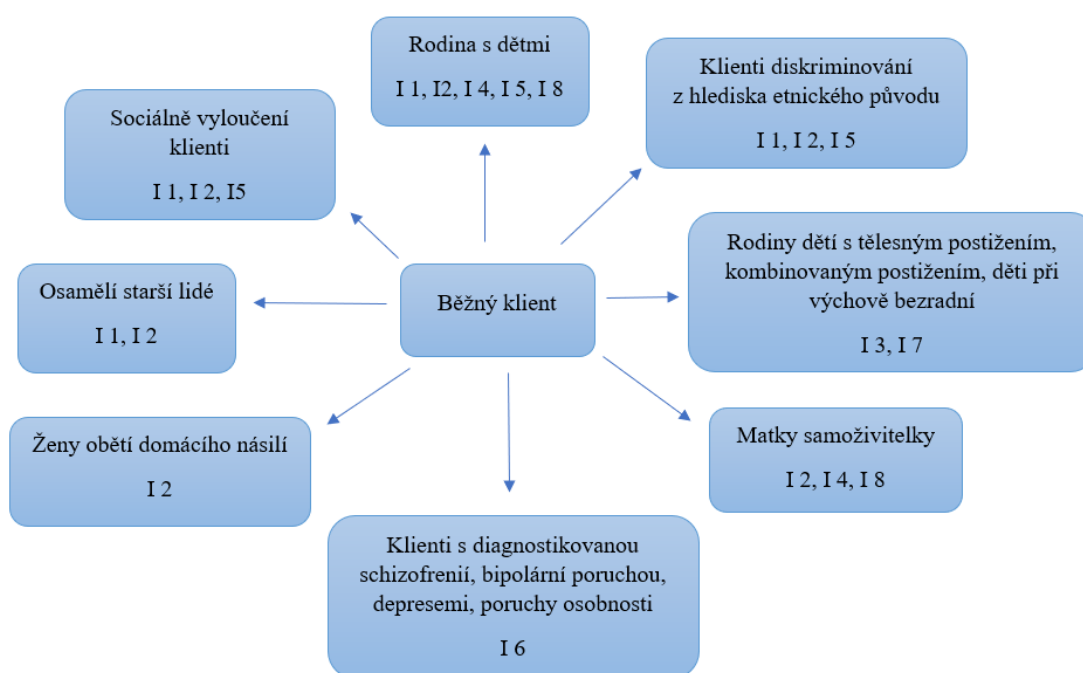 Rodina s dětmi
I 1, I2, I 4, I 5, I 8
Klienti diskriminování
z hlediska etnického původu
I 1, I 2, I 5
Sociálně vyloučení
klienti
I 1, I 2, I5
Rodiny dětí s tělesným postižením,
kombinovaným postižením, děti při
výchově bezradní
I 3, I 7
Osamělí starší lidé
I 1, I 2
Běžný klient
Ženy obětí domácího násilí
I 2
Matky samoživitelky
I 2, I 4, I 8
Klienti s diagnostikovanou
schizofrenií, bipolární poruchou,
depresemi, poruchy osobnosti
I 6